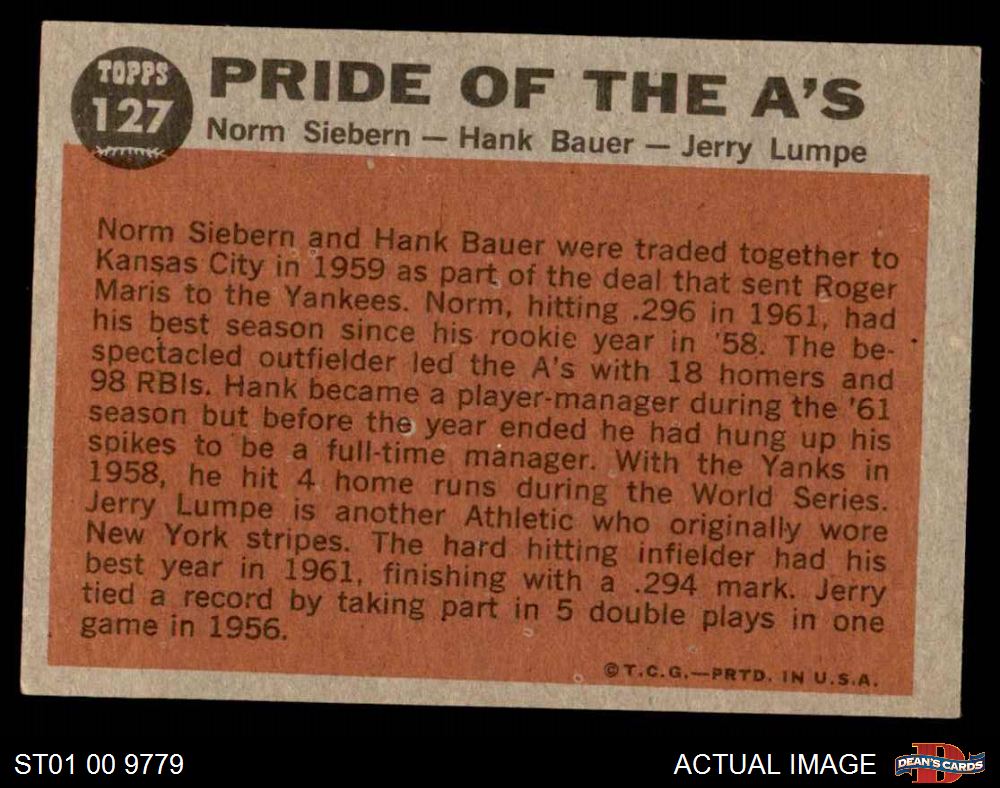 TOPPS
127
PRIDE OF THE A'S
Norm Siebern — Hank Bauer — Jerry Lumpe
Norm Siebern and Hank Bauer were traded together to
Kansas City in 1959 as part of the deal that sent Roger
Maris to the Yankees. Norm, hitting .296 in 1961, had
his best season since his rookie year in '58. The be-
spectacled outfielder led the A's with 18 homers and
98 RBIs. Hank became a player-manager during the '61
season but before the year ended he had hung up his
spikes to be a full-time manager. With the Yanks in
1958, he hit 4 home runs during the World Series.
Jerry Lumpe is another Athletic who originally wore
New York stripes. The hard hitting infielder had his
best year in 1961, finishing with a .294 mark. Jerry
tied a record by taking part in 5 double plays in one
game in 1956.
©T.C.G.—PRTD. IN U.S.A.
ST01 00 9779
ACTUAL IMAGE
DEAN'S CARDS